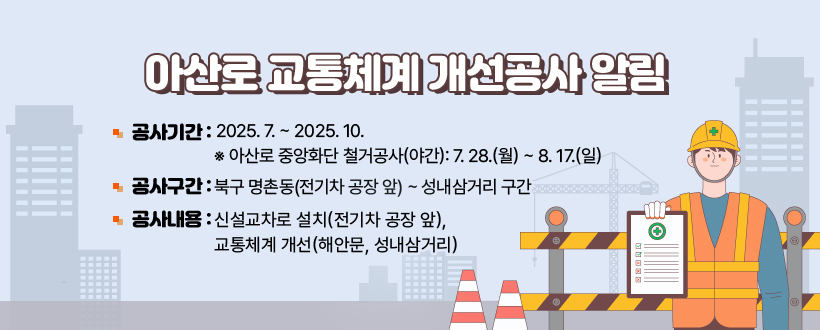 아산로 교통체계 개선공사 알림
공사기간 : 2025. 7. ~ 2025. 10.
※ 아산로 중앙화단 철거공사(야간): 7. 28.(월) ~ 8. 17.(일)
공사구간 : 북구 명촌동(전기차 공장 앞) ~ 성내삼거리 구간
공사내용 : 신설교차로 설치(전기차 공장 앞),
교통체계 개선(해안문, 성내삼거리)